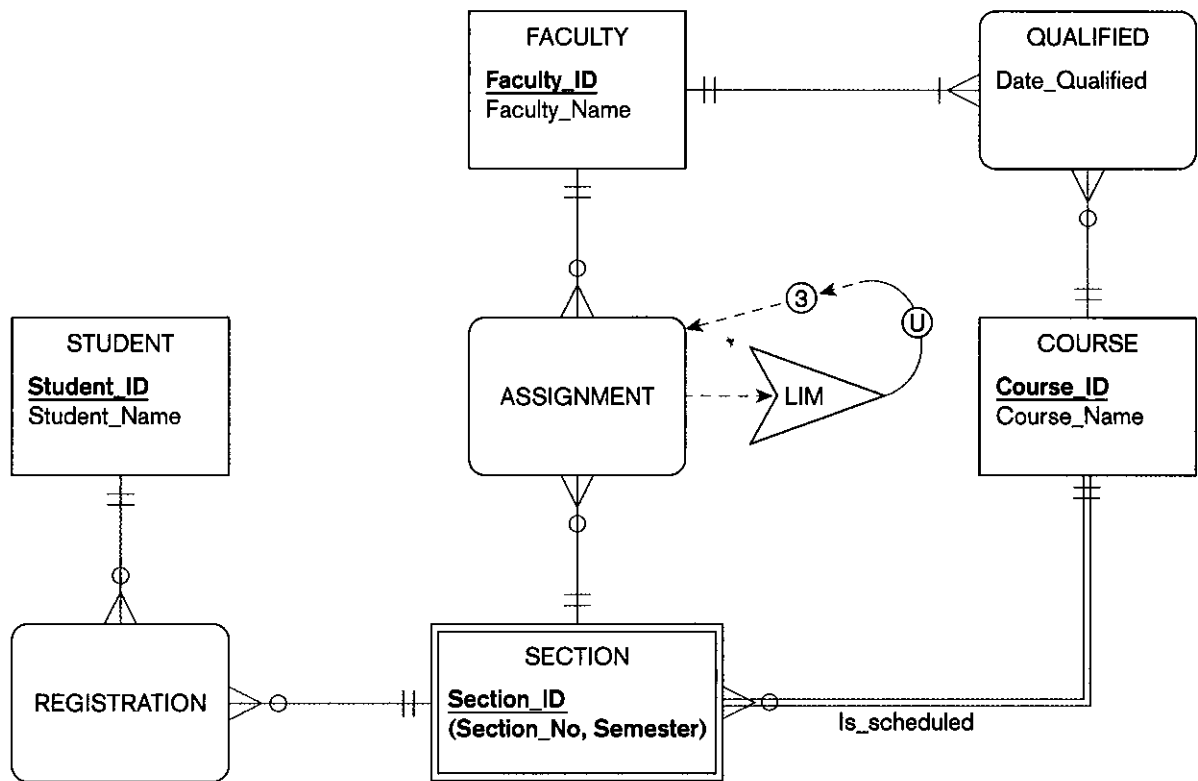 FACULTY
Faculty_ID
Faculty_Name
QUALIFIED
Date_Qualified
3
U
STUDENT
Student_ID
Student_Name
ASSIGNMENT
LIM
COURSE
Course_ID
Course_Name
REGISTRATION
SECTION
Section_ID
(Section_No, Semester)
Is_scheduled